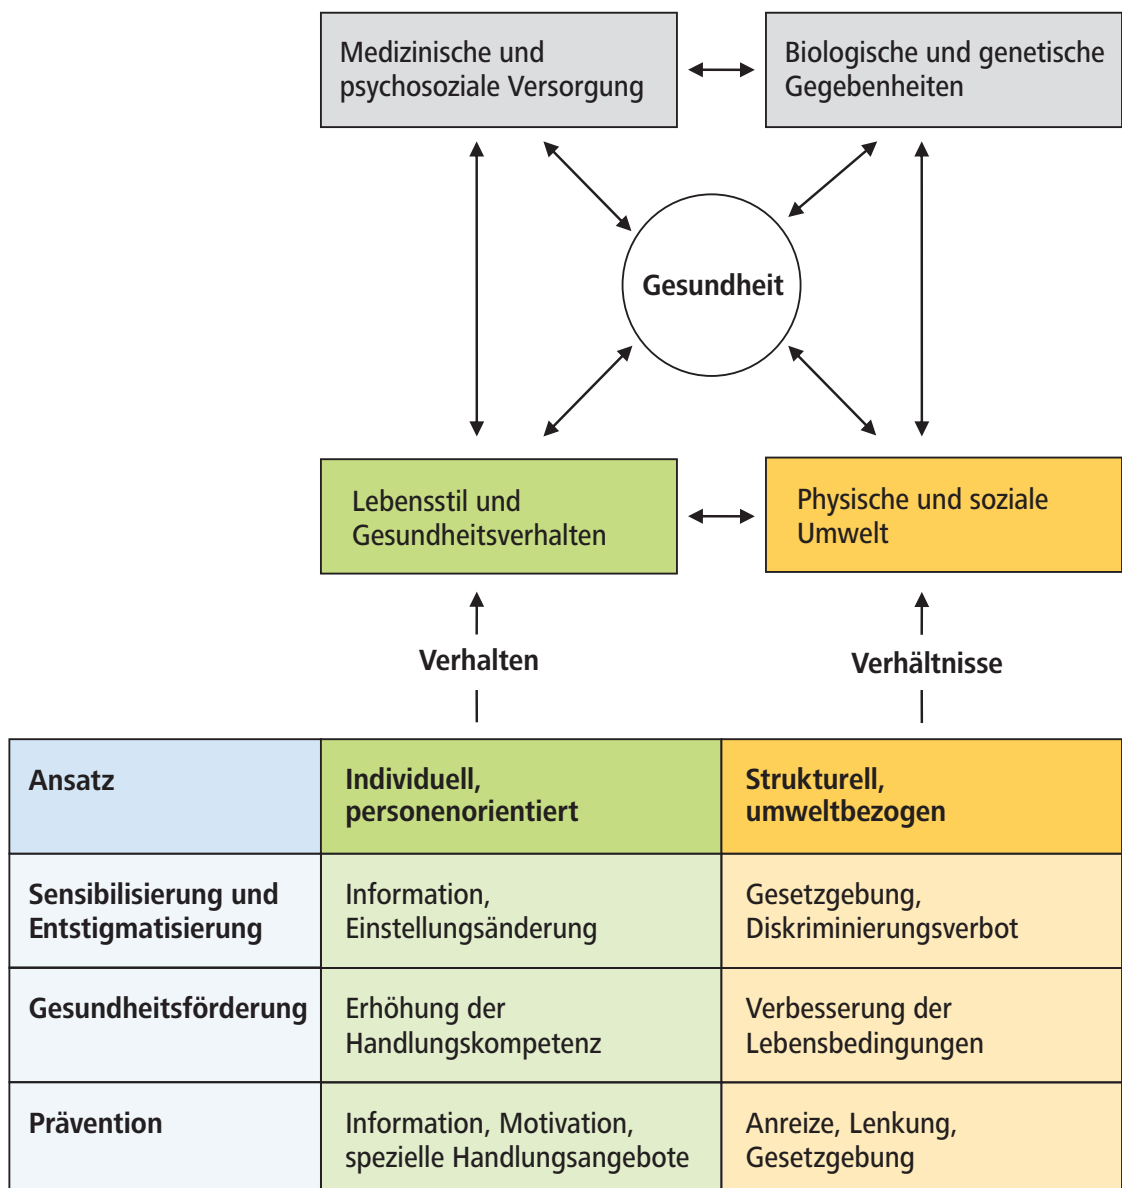 Medizinische und
psychosoziale Versorgung
Biologische und genetische
Gegebenheiten
Gesundheit
Lebensstil und
Gesundheitsverhalten
Physische und soziale
Umwelt
Verhalten
Verhältnisse
Ansatz
Individuell,
personenorientiert
Strukturell,
umweltbezogen
Sensibilisierung und
Entstigmatisierung
Information,
Einstellungsänderung
Gesetzgebung,
Diskriminierungsverbot
Gesundheitsförderung
Erhöhung der
Handlungskompetenz
Verbesserung der
Lebensbedingungen
Prävention
Information, Motivation,
spezielle Handlungsangebote
Anreize, Lenkung,
Gesetzgebung